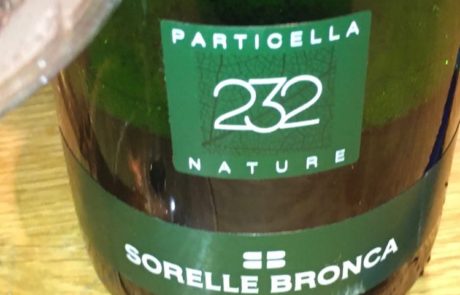 PARTICELLA
232
NATURE
SORELLE BRONCA